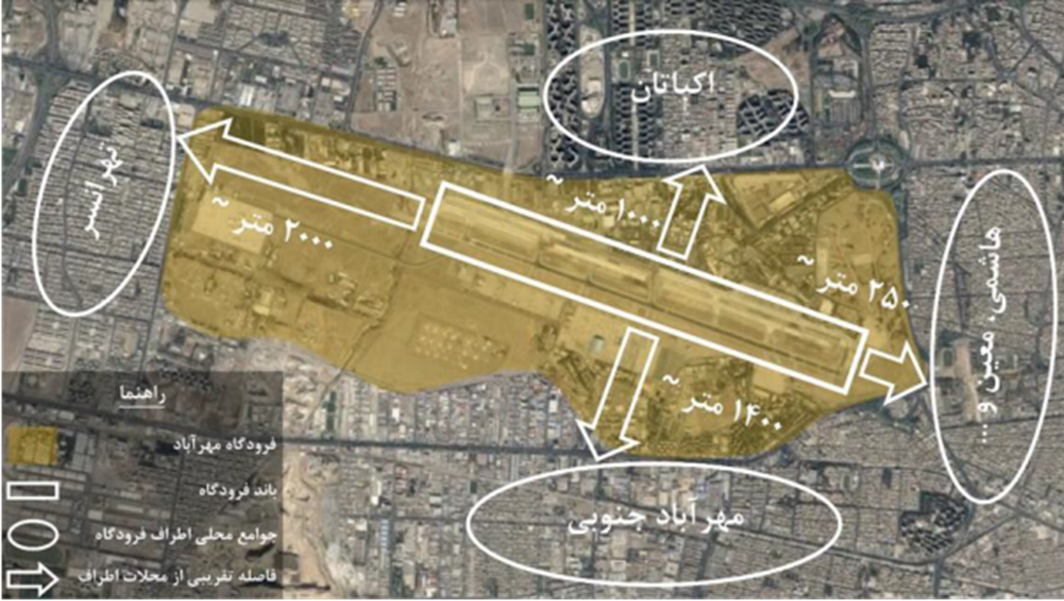 اکباتان
تهرانسر
~ ۱۰۰۰ متر
~ ۲۰۰۰ متر
~ ۲۵۰ متر
هاشمی، معین و ...
~ ۱۴۰۰ متر
مهرآباد جنوبی
راهنما
فرودگاه مهرآباد
باند فرودگاه
جوامع محلی اطراف فرودگاه
فاصله تقریبی از محلات اطراف